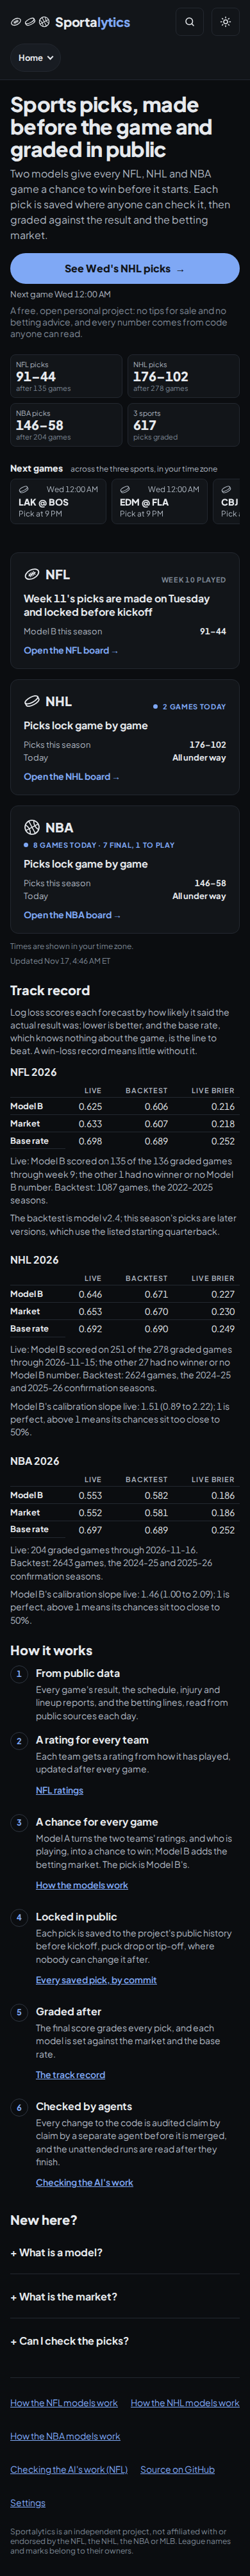 Sportalytics
Home
Sports picks, made
before the game and
graded in public
Two models give every NFL, NHL and NBA
game a chance to win before it starts. Each
pick is saved where anyone can check it, then
graded against the result and the betting
market.
See Wed's NHL picks →
Next game Wed 12:00 AM
A free, open personal project: no tips for sale and no
betting advice, and every number comes from code
anyone can read.
NFL picks
91–44
after 135 games
NHL picks
176–102
after 278 games
NBA picks
146–58
after 204 games
3 sports
617
picks graded
Next games across the three sports, in your time zone
Wed 12:00 AM
LAK @ BOS
Pick at 9 PM
Wed 12:00 AM
EDM @ FLA
Pick at 9 PM
CBJ
Pick a
NFL
WEEK 10 PLAYED
Week 11's picks are made on Tuesday
and locked before kickoff
Model B this season 91–44
Open the NFL board →
NHL
2 GAMES TODAY
Picks lock game by game
Picks this season 176–102
Today All under way
Open the NHL board →
NBA
8 GAMES TODAY · 7 FINAL, 1 TO PLAY
Picks lock game by game
Picks this season 146–58
Today All under way
Open the NBA board →
Times are shown in your time zone.
Updated Nov 17, 4:46 AM ET
Track record
Log loss scores each forecast by how likely it said the
actual result was; lower is better, and the base rate,
which knows nothing about the game, is the line to
beat. A win-loss record means little without it.
NFL 2026
LIVE BACKTEST LIVE BRIER
Model B 0.625 0.606 0.216
Market 0.633 0.607 0.218
Base rate 0.698 0.689 0.252
Live: Model B scored on 135 of the 136 graded games
through week 9; the other 1 had no winner or no Model
B number. Backtest: 1087 games, the 2022-2025
seasons.
The backtest is model v2.4; this season's picks are later
versions, which use the listed starting quarterback.
NHL 2026
LIVE BACKTEST LIVE BRIER
Model B 0.646 0.671 0.227
Market 0.653 0.670 0.230
Base rate 0.692 0.690 0.249
Live: Model B scored on 251 of the 278 graded games
through 2026-11-15; the other 27 had no winner or no
Model B number. Backtest: 2624 games, the 2024-25
and 2025-26 confirmation seasons.
Model B's calibration slope live: 1.51 (0.89 to 2.22); 1 is
perfect, above 1 means its chances sit too close to
50%.
NBA 2026
LIVE BACKTEST LIVE BRIER
Model B 0.553 0.582 0.186
Market 0.552 0.581 0.186
Base rate 0.697 0.689 0.252
Live: 204 graded games through 2026-11-16.
Backtest: 2643 games, the 2024-25 and 2025-26
confirmation seasons.
Model B's calibration slope live: 1.46 (1.00 to 2.09); 1 is
perfect, above 1 means its chances sit too close to
50%.
How it works
1 From public data
Every game's result, the schedule, injury and
lineup reports, and the betting lines, read from
public sources each day.
2 A rating for every team
Each team gets a rating from how it has played,
updated after every game.
NFL ratings
3 A chance for every game
Model A turns the two teams' ratings, and who is
playing, into a chance to win; Model B adds the
betting market. The pick is Model B's.
How the models work
4 Locked in public
Each pick is saved to the project's public history
before kickoff, puck drop or tip-off, where
nobody can change it after.
Every saved pick, by commit
5 Graded after
The final score grades every pick, and each
model is set against the market and the base
rate.
The track record
6 Checked by agents
Every change to the code is audited claim by
claim by a separate agent before it is merged,
and the unattended runs are read after they
finish.
Checking the AI's work
New here?
+ What is a model?
+ What is the market?
+ Can I check the picks?
How the NFL models work How the NHL models work
How the NBA models work
Checking the AI's work (NFL) Source on GitHub
Settings
Sportalytics is an independent project, not affiliated with or
endorsed by the NFL, the NHL, the NBA or MLB. League names
and marks belong to their owners.